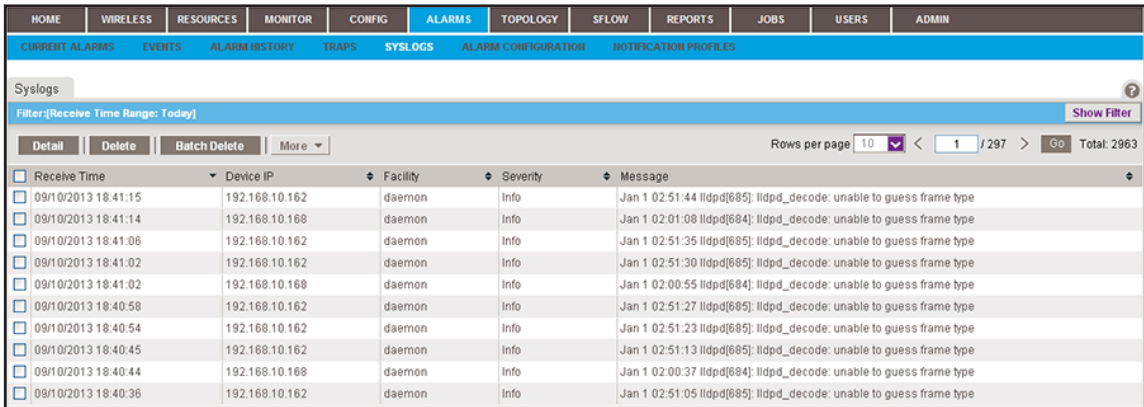 HOME WIRELESS RESOURCES MONITOR CONFIG ALARMS TOPOLOGY SFLOW REPORTS JOBS USERS ADMIN
CURRENT ALARMS EVENTS ALARM HISTORY TRAPS SYSLOGS ALARM CONFIGURATION NOTIFICATION PROFILES
Syslogs ?
Filter:[Receive Time Range: Today] Show Filter
Detail Delete Batch Delete More Rows per page 10 < 1 / 297 > Go Total: 2963
Receive Time Device IP Facility Severity Message
09/10/2013 18:41:15 192.168.10.162 daemon Info Jan 1 02:51:44 lldpd[685]: lldpd_decode: unable to guess frame type
09/10/2013 18:41:14 192.168.10.168 daemon Info Jan 1 02:01:08 lldpd[684]: lldpd_decode: unable to guess frame type
09/10/2013 18:41:06 192.168.10.162 daemon Info Jan 1 02:51:35 lldpd[685]: lldpd_decode: unable to guess frame type
09/10/2013 18:41:02 192.168.10.162 daemon Info Jan 1 02:51:30 lldpd[685]: lldpd_decode: unable to guess frame type
09/10/2013 18:41:02 192.168.10.168 daemon Info Jan 1 02:00:55 lldpd[684]: lldpd_decode: unable to guess frame type
09/10/2013 18:40:58 192.168.10.162 daemon Info Jan 1 02:51:27 lldpd[685]: lldpd_decode: unable to guess frame type
09/10/2013 18:40:54 192.168.10.162 daemon Info Jan 1 02:51:23 lldpd[685]: lldpd_decode: unable to guess frame type
09/10/2013 18:40:45 192.168.10.162 daemon Info Jan 1 02:51:13 lldpd[685]: lldpd_decode: unable to guess frame type
09/10/2013 18:40:44 192.168.10.168 daemon Info Jan 1 02:00:37 lldpd[684]: lldpd_decode: unable to guess frame type
09/10/2013 18:40:36 192.168.10.162 daemon Info Jan 1 02:51:05 lldpd[685]: lldpd_decode: unable to guess frame type